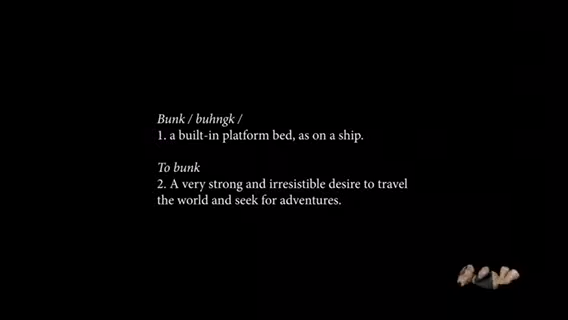 Bunk / buhngk /
1. a built-in platform bed, as on a ship.
To bunk
2. A very strong and irresistible desire to travel
the world and seek for adventures.